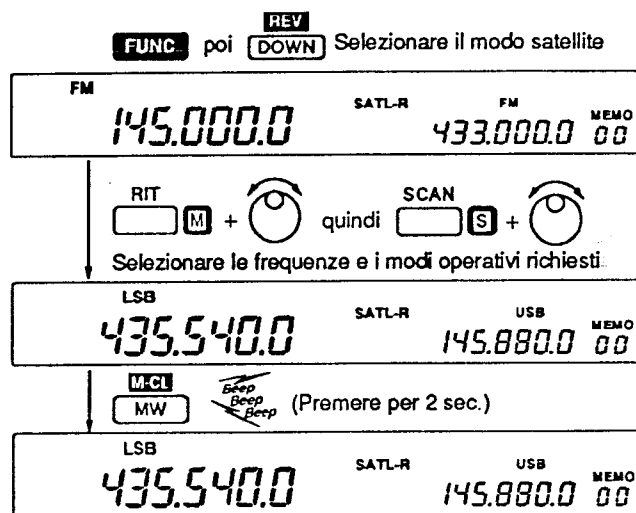 REV
FUNC poi DOWN Selezionare il modo satellite
FM SATL-R FM MEMO
145.000.0 433.000.0 00
RIT SCAN
M + quindi S +
Selezionare le frequenze e i modi operativi richiesti
LSB SATL-R USB MEMO
435.540.0 145.880.0 00
M-CL
MW Beep Beep Beep (Premere per 2 sec.)
LSB SATL-R USB MEMO
435.540.0 145.880.0 00